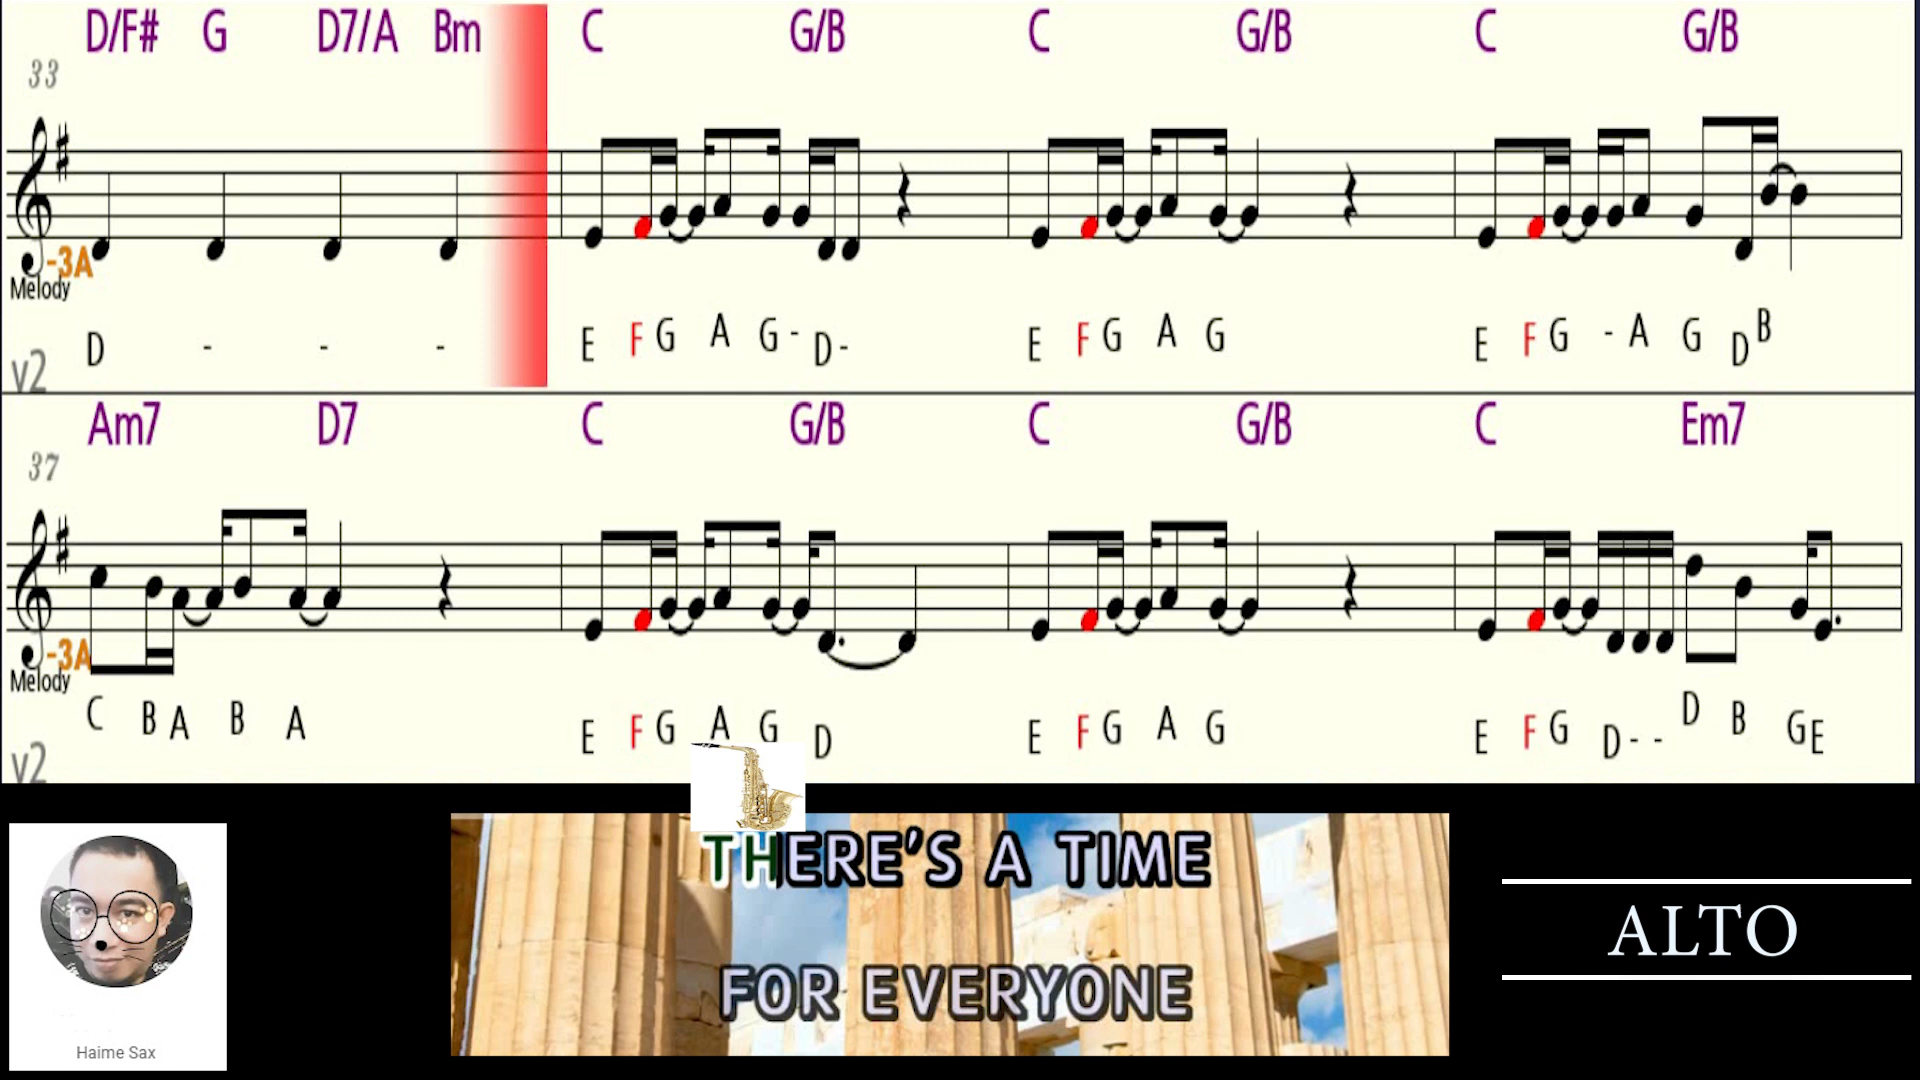 D/F# G D7/A Bm C G/B C G/B C G/B
33
-3A
Melody
D - - - E F G A G - D - E F G A G E F G - A G D B
v2
Am7 D7 C G/B C G/B C Em7
37
-3A
Melody
C B A B A E F G A G D E F G A G E F G D - - D B G E
v2
THERE'S A TIME
FOR EVERYONE
ALTO
Haime Sax